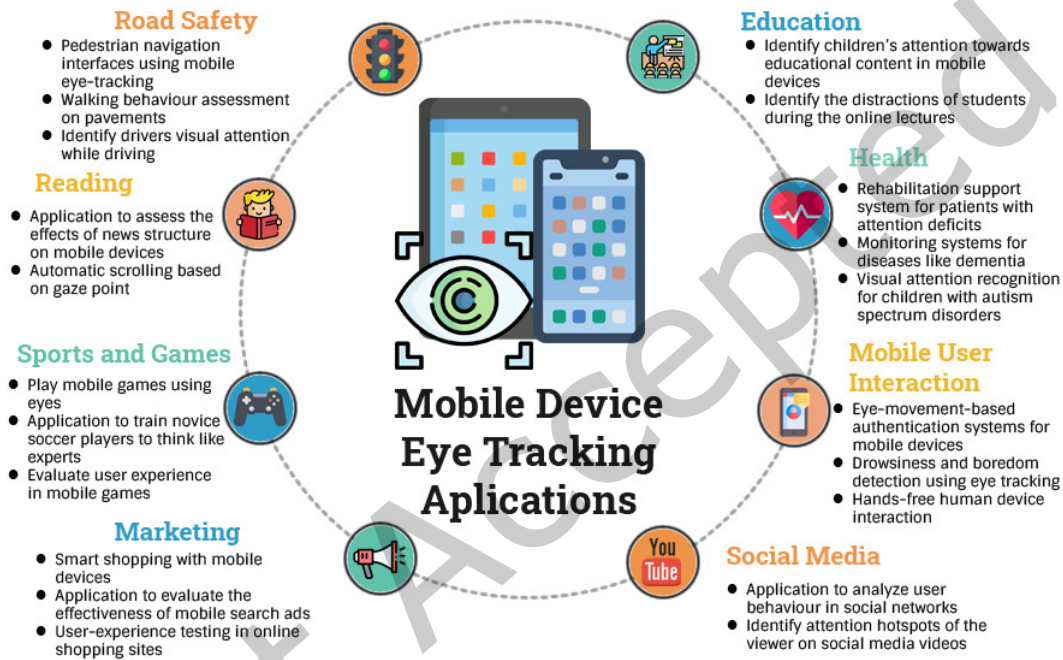 Road Safety
● Pedestrian navigation
interfaces using mobile
eye-tracking
● Walking behaviour assessment
on pavements
● Identify drivers visual attention
while driving
Reading
● Application to assess the
effects of news structure
on mobile devices
● Automatic scrolling based
on gaze point
Sports and Games
● Play mobile games using
eyes
● Application to train novice
soccer players to think like
experts
● Evaluate user experience
in mobile games
Marketing
● Smart shopping with mobile
devices
● Application to evaluate the
effectiveness of mobile search ads
● User-experience testing in online
shopping sites
Mobile Device
Eye Tracking
Aplications
Education
● Identify children's attention towards
educational content in mobile
devices
● Identify the distractions of students
during the online lectures
Health
● Rehabilitation support
system for patients with
attention deficits
● Monitoring systems for
diseases like dementia
● Visual attention recognition
for children with autism
spectrum disorders
Mobile User
Interaction
● Eye-movement-based
authentication systems for
mobile devices
● Drowsiness and boredom
detection using eye tracking
● Hands-free human device
interaction
You
Tube
Social Media
● Application to analyze user
behaviour in social networks
● Identify attention hotspots of the
viewer on social media videos
Accepted